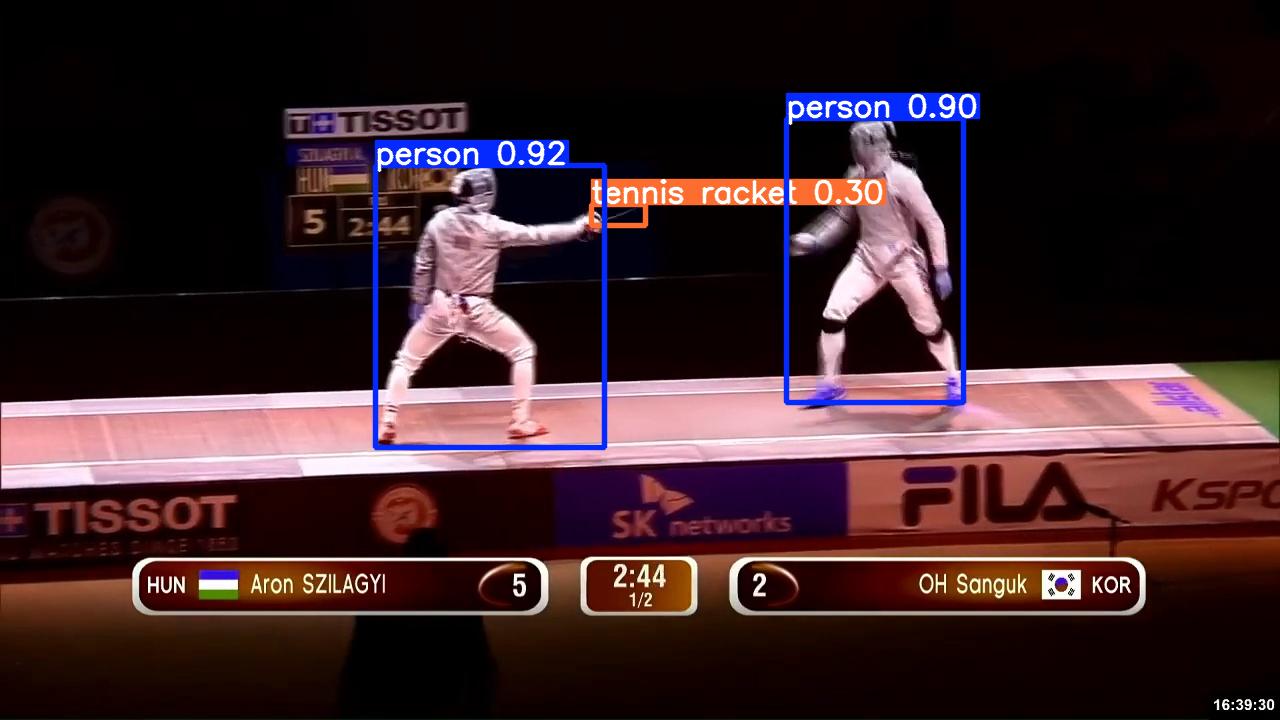 TISSOT
person 0.90
person 0.92
SZILAGYI A.
HUN
5
2:44
tennis racket 0.30
TISSOT
SK networks
FILA
KSPO
HUN Aron SZILAGYI 5
2:44
1/2
2 OH Sanguk KOR
16:39:30